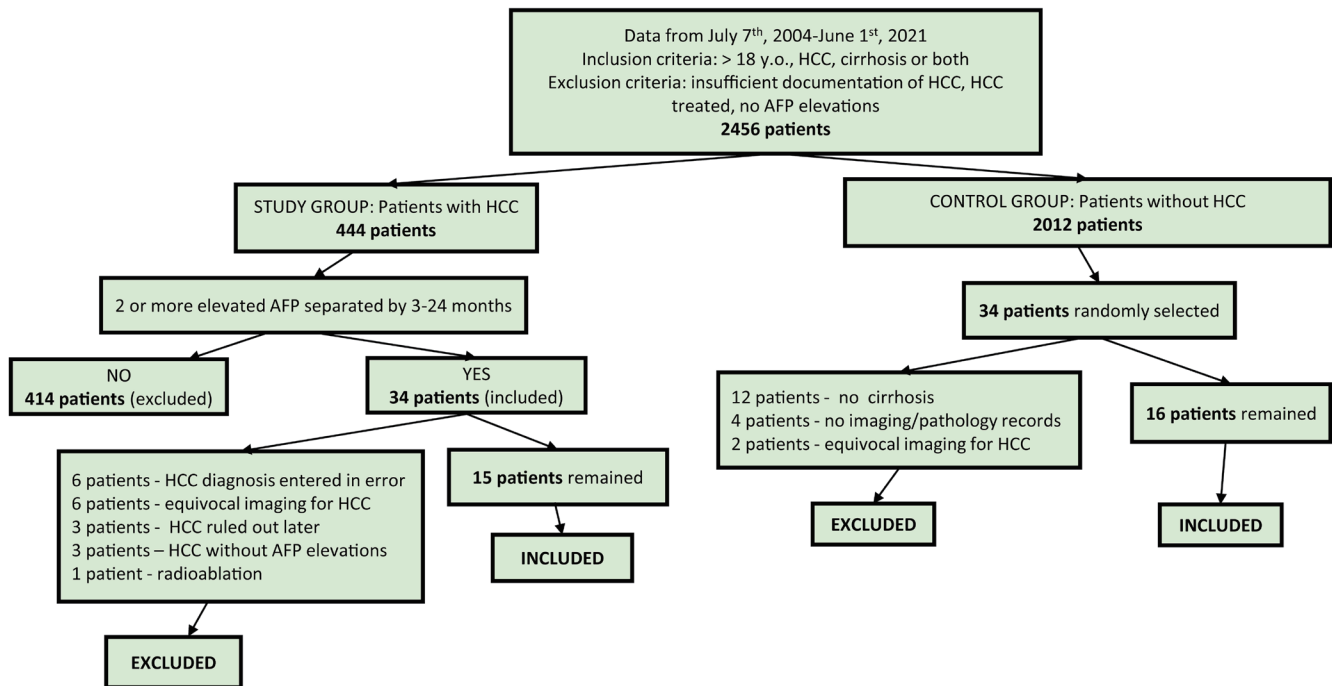 Data from July 7th, 2004-June 1st, 2021
Inclusion criteria: > 18 y.o., HCC, cirrhosis or both
Exclusion criteria: insufficient documentation of HCC, HCC
treated, no AFP elevations
2456 patients
STUDY GROUP: Patients with HCC
444 patients
CONTROL GROUP: Patients without HCC
2012 patients
2 or more elevated AFP separated by 3-24 months
34 patients randomly selected
NO
414 patients (excluded)
YES
34 patients (included)
12 patients - no cirrhosis
4 patients - no imaging/pathology records
2 patients - equivocal imaging for HCC
16 patients remained
6 patients - HCC diagnosis entered in error
6 patients - equivocal imaging for HCC
3 patients - HCC ruled out later
3 patients – HCC without AFP elevations
1 patient - radioablation
15 patients remained
EXCLUDED
INCLUDED
INCLUDED
EXCLUDED